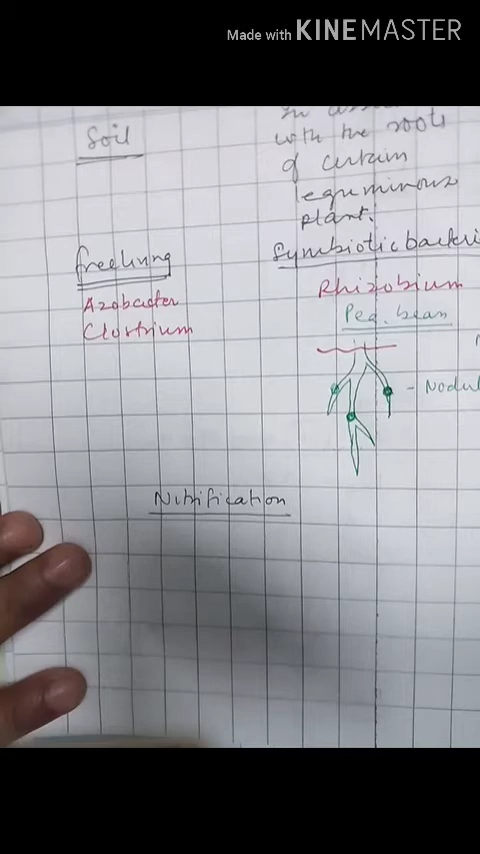 Made with KINEMASTER
Soil
with the roots
of certain
leguminous
plant.
Symbiotic bacteri
freeliving
Azobacter
Clortrium
Rhizobium
Pea. bean
- Nodul
Nitrification